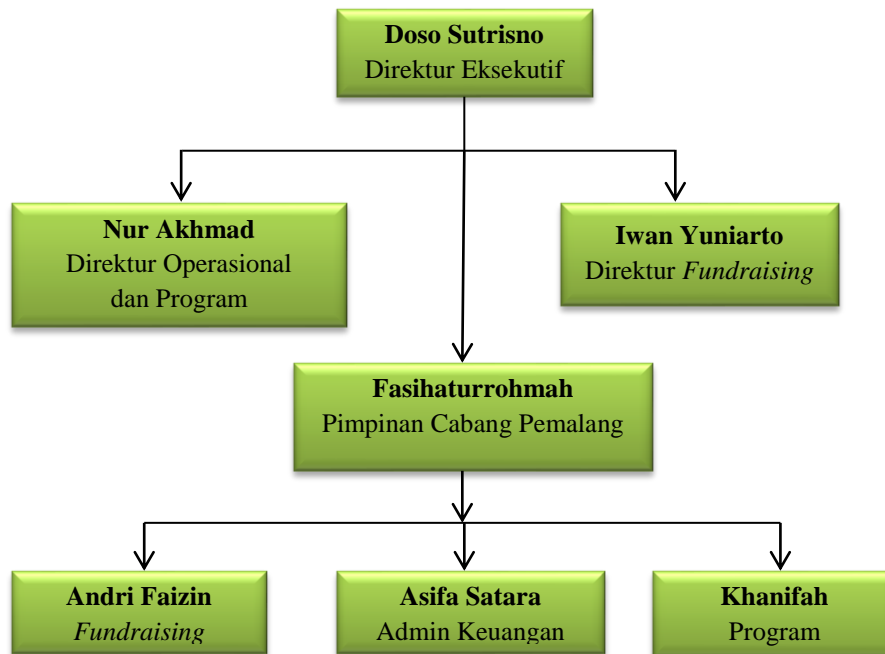 Doso Sutrisno
Direktur Eksekutif
Nur Akhmad
Direktur Operasional
dan Program
Iwan Yuniarto
Direktur Fundraising
Fasihaturrohmah
Pimpinan Cabang Pemalang
Andri Faizin
Fundraising
Asifa Satara
Admin Keuangan
Khanifah
Program